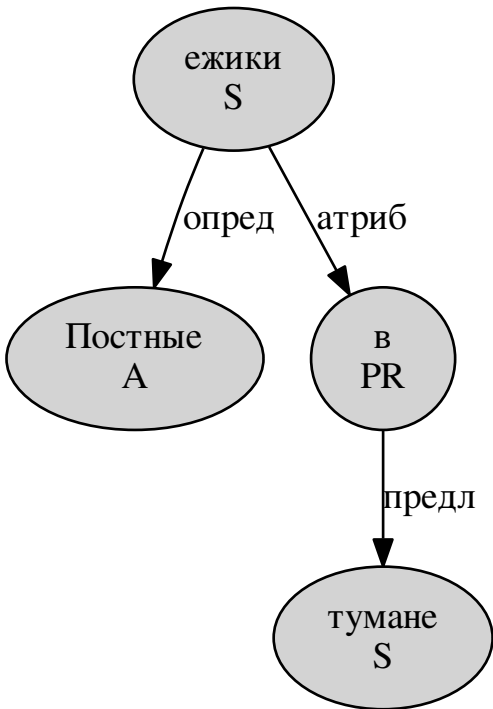 ежики
S
опред
атриб
Постные
A
в
PR
предл
тумане
S